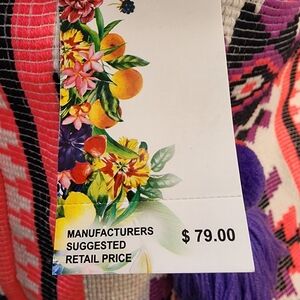 MANUFACTURERS
SUGGESTED
RETAIL PRICE
$ 79.00